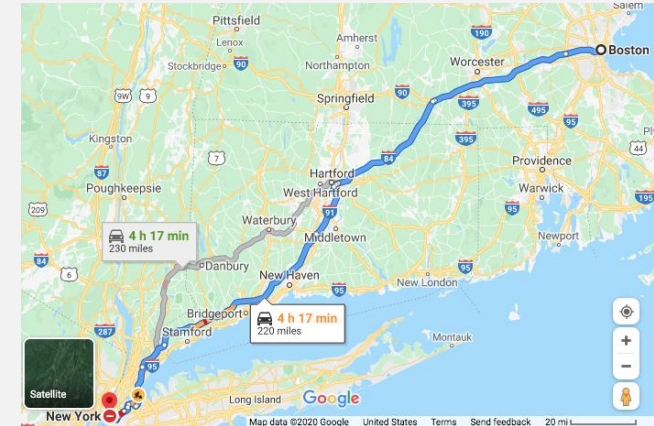 Pittsfield
Salem
Lenox
Amherst
190
Boston
Stockbridge
90
Northampton
Worcester
90
9W 9
Springfield
395
495
95
Kingston
395
Ply
44
7
84
Providence
87
Hartford
Poughkeepsie
West Hartford
Warwick
209
91
95
195
Waterbury
Middletown
Newport
4 h 17 min
230 miles
84
6
Danbury
95
New Haven
95
New London
Bridgeport
4 h 17 min
220 miles
287
Stamford
Montauk
95
Satellite
Long Island
Google
New York
Map data ©2020 Google United States Terms Send feedback 20 mi